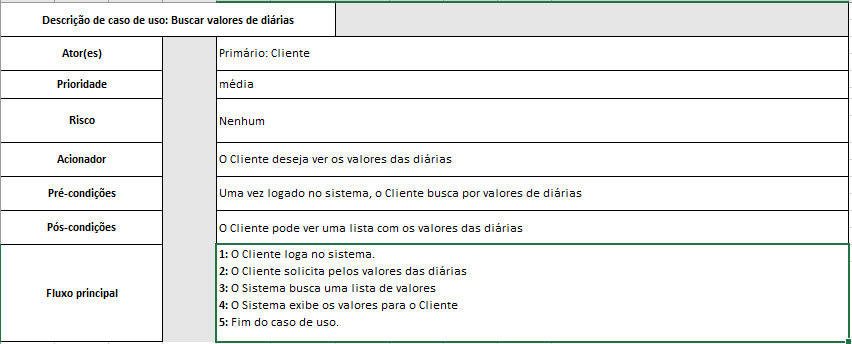 Descrição de caso de uso: Buscar valores de diárias
Ator(es)
Primário: Cliente
Prioridade
média
Risco
Nenhum
Acionador
O Cliente deseja ver os valores das diárias
Pré-condições
Uma vez logado no sistema, o Cliente busca por valores de diárias
Pós-condições
O Cliente pode ver uma lista com os valores das diárias
Fluxo principal
1: O Cliente loga no sistema.
2: O Cliente solicita pelos valores das diárias
3: O Sistema busca uma lista de valores
4: O Sistema exibe os valores para o Cliente
5: Fim do caso de uso.